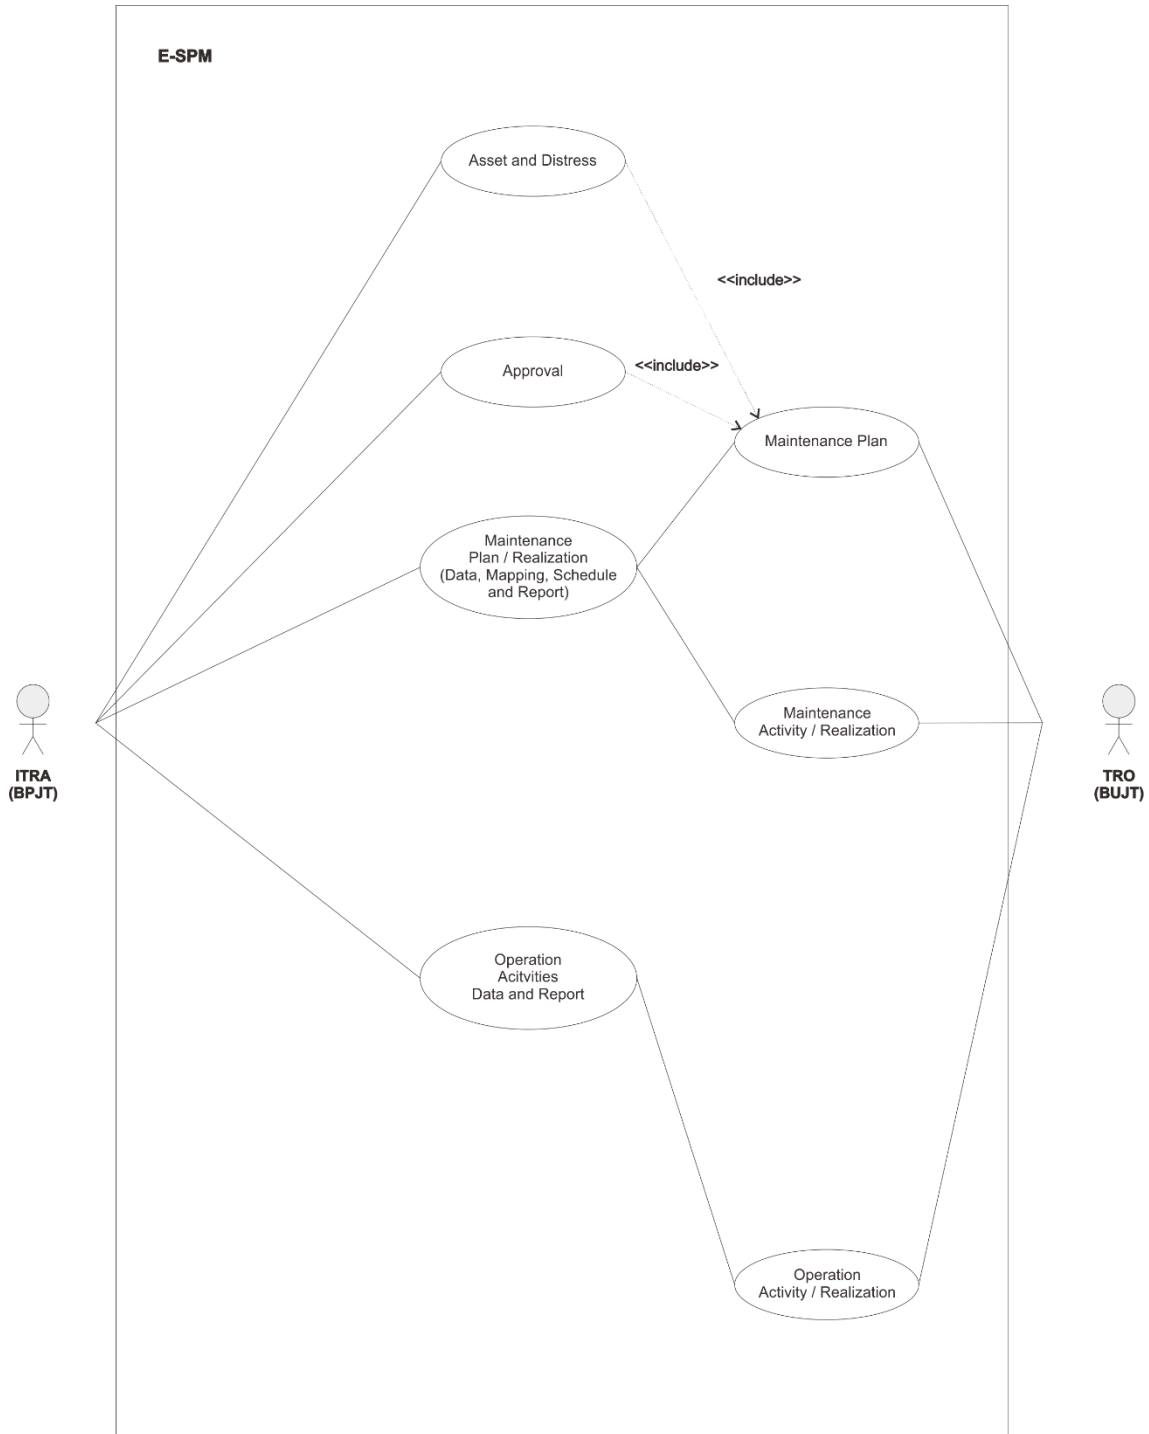 E-SPM
Asset and Distress
<<include>>
Approval
<<include>>
Maintenance Plan
Maintenance
Plan / Realization
(Data, Mapping, Schedule
and Report)
Maintenance
Activity / Realization
ITRA
(BPJT)
TRO
(BUJT)
Operation
Acitvities
Data and Report
Operation
Activity / Realization